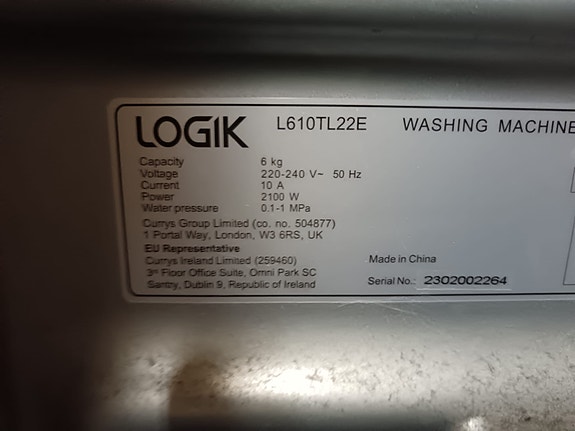 LOGIK L610TL22E WASHING MACHINE
Capacity 6 kg
Voltage 220-240 V~ 50 Hz
Current 10 A
Power 2100 W
Water pressure 0.1-1 MPa
Currys Group Limited (co. no. 504877)
1 Portal Way, London, W3 6RS, UK
EU Representative
Currys Ireland Limited (259460)
3rd Floor Office Suite, Omni Park SC
Santry, Dublin 9, Republic of Ireland
Made in China
Serial No.: 2302002264